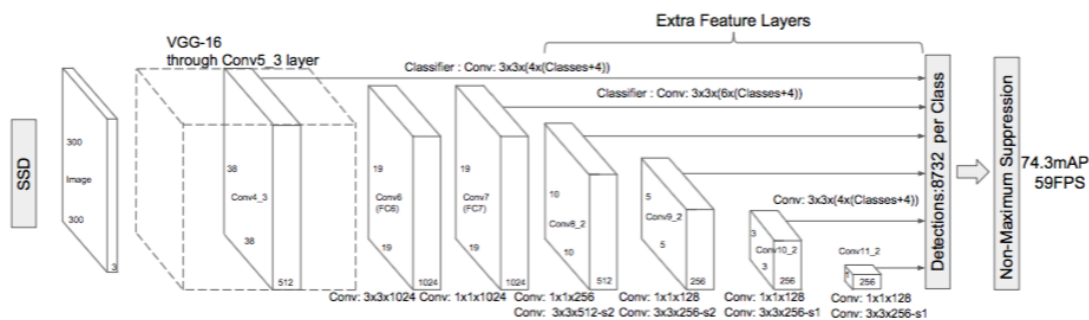 Extra Feature Layers
VGG-16
through Conv5_3 layer
Classifier : Conv: 3x3x(4x(Classes+4))
Classifier : Conv: 3x3x(6x(Classes+4))
SSD
300
Image
300
3
38
Conv4_3
38
512
19
Conv6
(FC6)
19
1024
19
Conv7
(FC7)
19
1024
10
Conv8_2
10
512
5
Conv9_2
5
256
Conv: 3x3x(4x(Classes+4))
3
Conv10_2
3
256
Conv11_2
1
256
Detections:8732 per Class
Non-Maximum Suppression
74.3mAP
59FPS
Conv: 3x3x1024
Conv: 1x1x1024
Conv: 1x1x256
Conv: 3x3x512-s2
Conv: 1x1x128
Conv: 3x3x256-s2
Conv: 1x1x128
Conv: 3x3x256-s1
Conv: 1x1x128
Conv: 3x3x256-s1